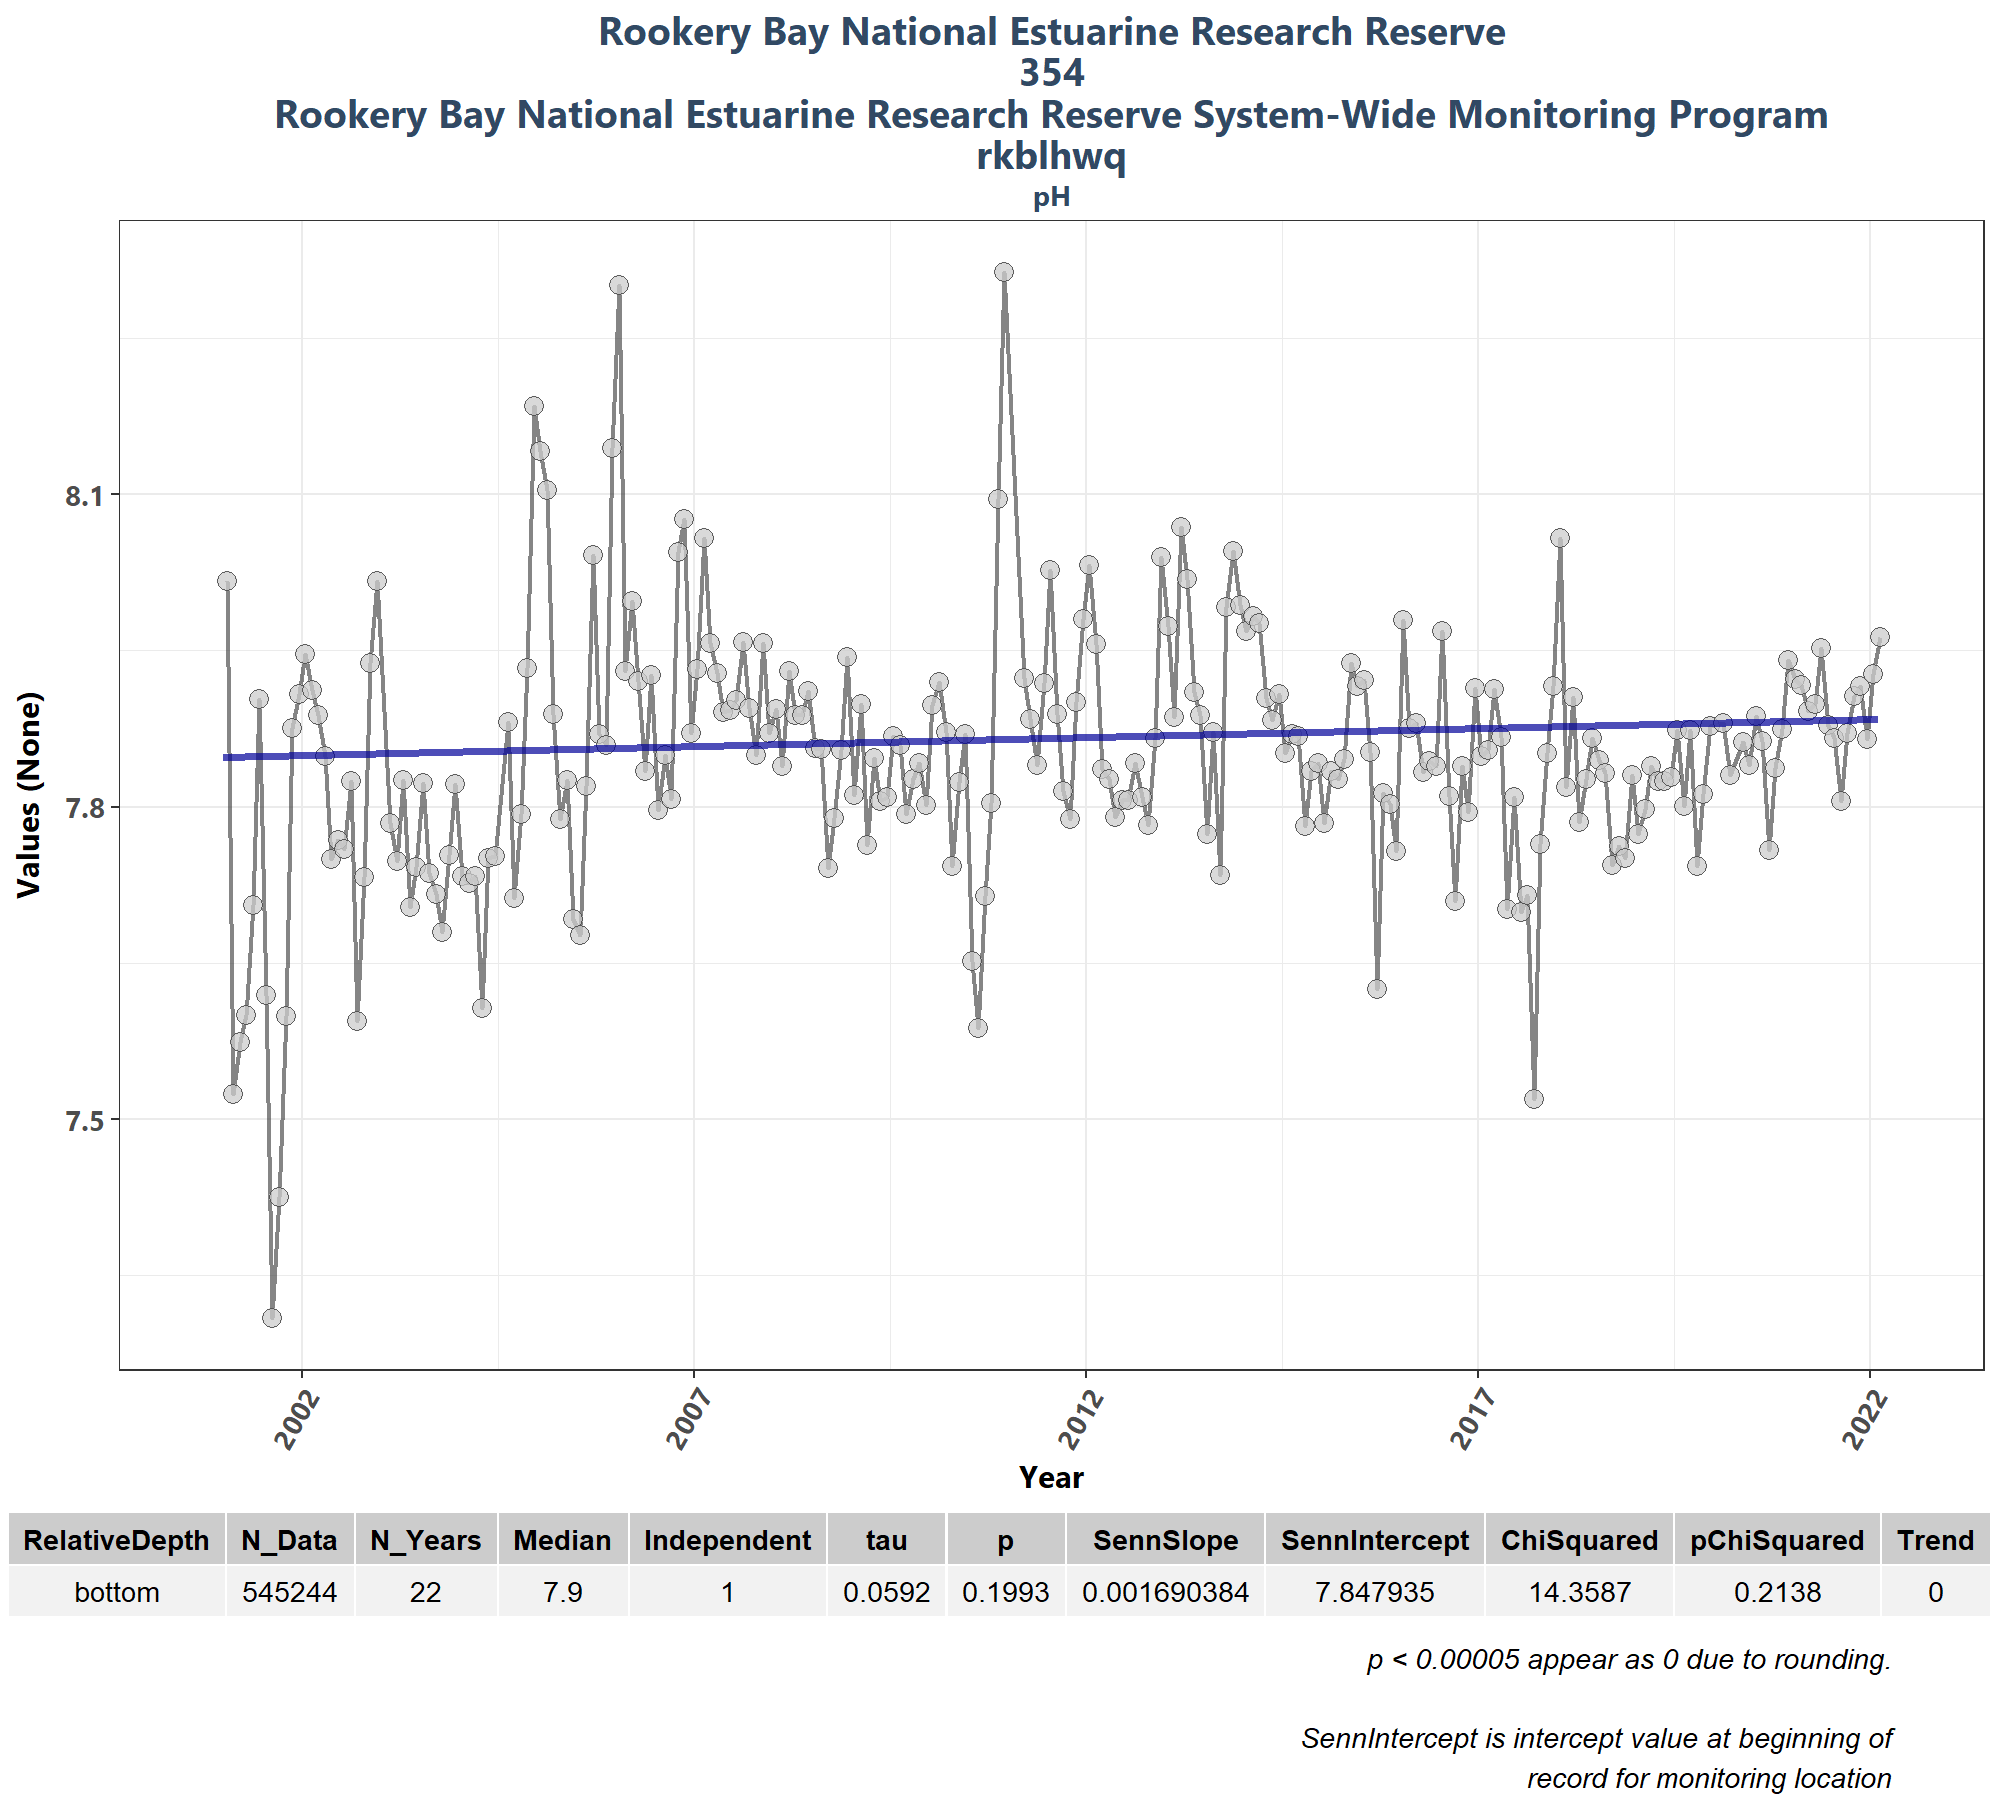 Rookery Bay National Estuarine Research Reserve
354
Rookery Bay National Estuarine Research Reserve System-Wide Monitoring Program
rkblhwq
pH
Values (None)
8.1
7.8
7.5
2002
2007
2012
2017
2022
Year
RelativeDepth N_Data N_Years Median Independent tau p SennSlope SennIntercept ChiSquared pChiSquared Trend
bottom 545244 22 7.9 1 0.0592 0.1993 0.001690384 7.847935 14.3587 0.2138 0
p < 0.00005 appear as 0 due to rounding.
SennIntercept is intercept value at beginning of
record for monitoring location